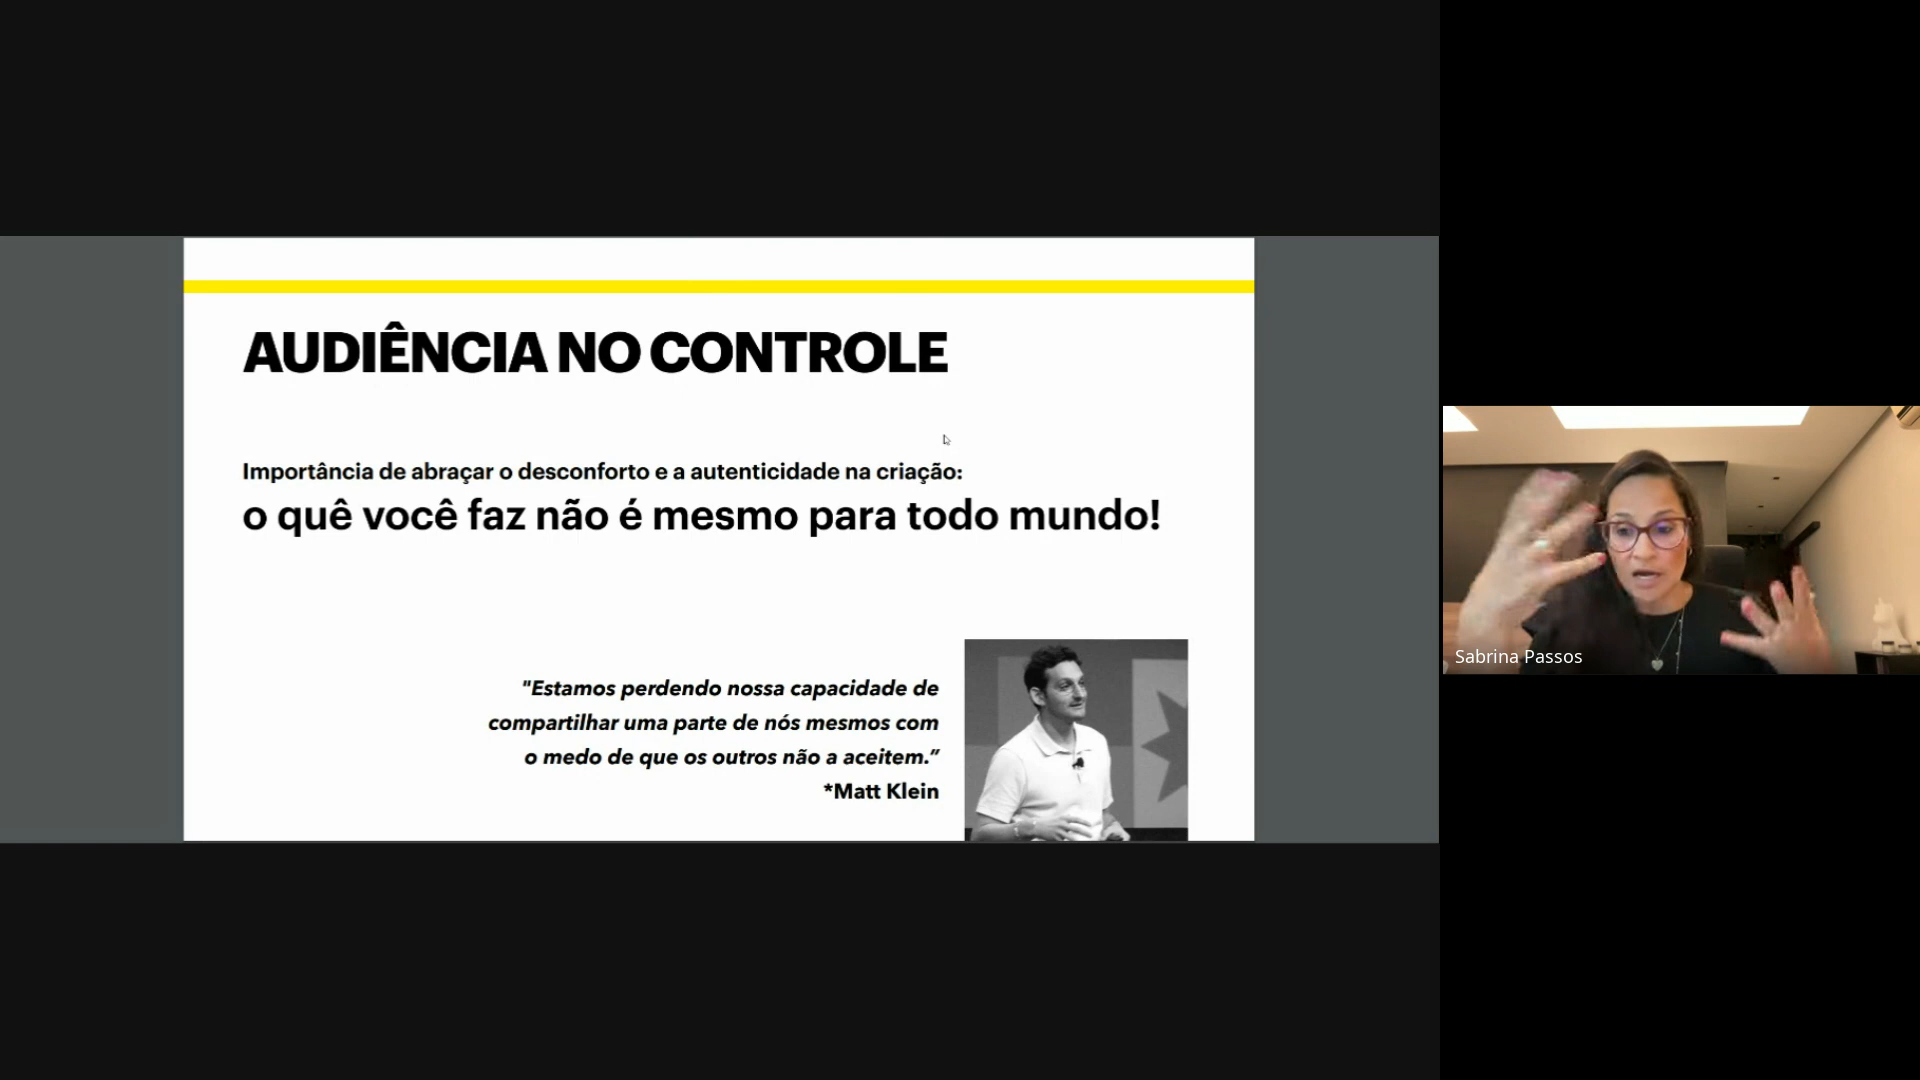 AUDIÊNCIA NO CONTROLE
Importância de abraçar o desconforto e a autenticidade na criação:
o quê você faz não é mesmo para todo mundo!
"Estamos perdendo nossa capacidade de
compartilhar uma parte de nós mesmos com
o medo de que os outros não a aceitem.”
*Matt Klein
Sabrina Passos